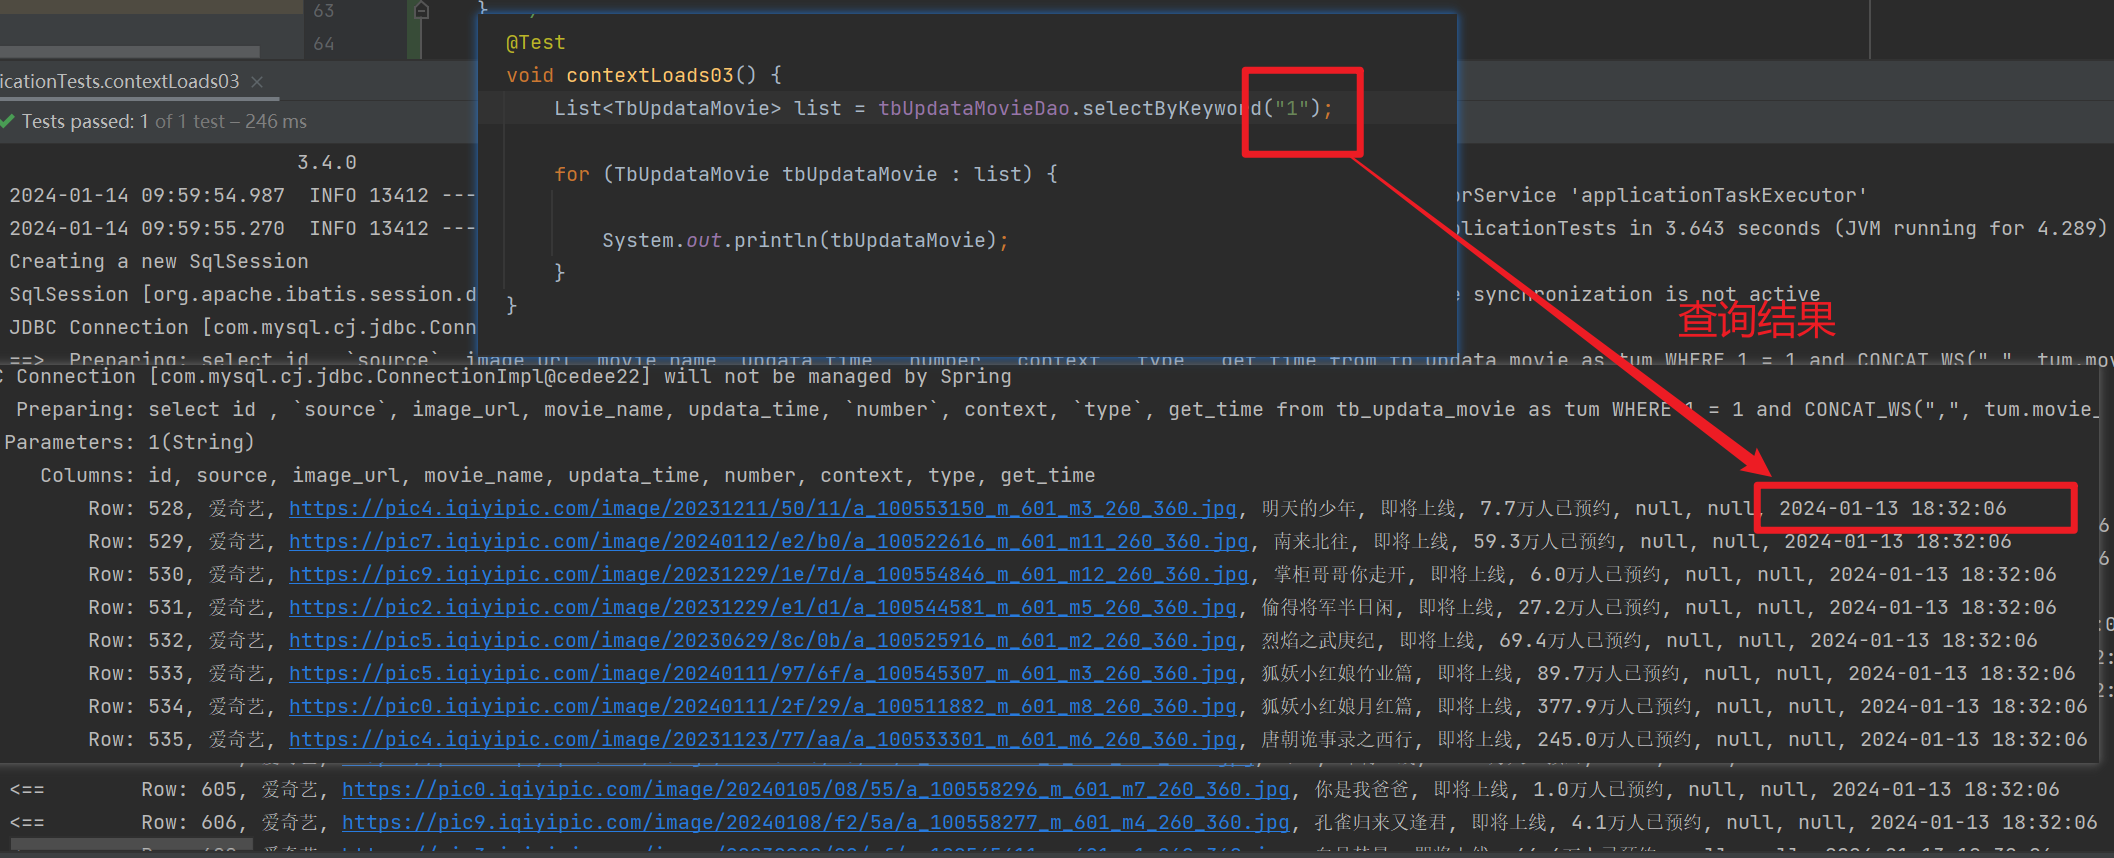 63
64
icationTests.contextLoads03
Tests passed: 1 of 1 test – 246 ms
@Test
void contextLoads03() {
List<TbUpdataMovie> list = tbUpdataMovieDao.selectByKeyword("1");
for (TbUpdataMovie tbUpdataMovie : list) {
System.out.println(tbUpdataMovie);
}
}
3.4.0
2024-01-14 09:59:54.987  INFO 13412 --- orService 'applicationTaskExecutor'
2024-01-14 09:59:55.270  INFO 13412 --- plicationTests in 3.643 seconds (JVM running for 4.289)
Creating a new SqlSession
SqlSession [org.apache.ibatis.session.d synchronization is not active
查询结果
JDBC Connection [com.mysql.cj.jdbc.Conn
==>  Preparing: select id , `source`, image_url, movie_name, updata_time, `number`, context, `type`, get_time from tb_updata_movie as tum WHERE 1 = 1 and CONCAT_WS(",", tum.mov
C Connection [com.mysql.cj.jdbc.ConnectionImpl@cedee22] will not be managed by Spring
Preparing: select id , `source`, image_url, movie_name, updata_time, `number`, context, `type`, get_time from tb_updata_movie as tum WHERE 1 = 1 and CONCAT_WS(",", tum.movie_
Parameters: 1(String)
Columns: id, source, image_url, movie_name, updata_time, number, context, type, get_time
Row: 528, 爱奇艺, https://pic4.iqiyipic.com/image/20231211/50/11/a_100553150_m_601_m3_260_360.jpg, 明天的少年, 即将上线, 7.7万人已预约, null, null, 2024-01-13 18:32:06
Row: 529, 爱奇艺, https://pic7.iqiyipic.com/image/20240112/e2/b0/a_100522616_m_601_m11_260_360.jpg, 南来北往, 即将上线, 59.3万人已预约, null, null, 2024-01-13 18:32:06
Row: 530, 爱奇艺, https://pic9.iqiyipic.com/image/20231229/1e/7d/a_100554846_m_601_m12_260_360.jpg, 掌柜哥哥你走开, 即将上线, 6.0万人已预约, null, null, 2024-01-13 18:32:06
Row: 531, 爱奇艺, https://pic2.iqiyipic.com/image/20231229/e1/d1/a_100544581_m_601_m5_260_360.jpg, 偷得将军半日闲, 即将上线, 27.2万人已预约, null, null, 2024-01-13 18:32:06
Row: 532, 爱奇艺, https://pic5.iqiyipic.com/image/20230629/8c/0b/a_100525916_m_601_m2_260_360.jpg, 烈焰之武庚纪, 即将上线, 69.4万人已预约, null, null, 2024-01-13 18:32:06
Row: 533, 爱奇艺, https://pic5.iqiyipic.com/image/20240111/97/6f/a_100545307_m_601_m3_260_360.jpg, 狐妖小红娘竹业篇, 即将上线, 89.7万人已预约, null, null, 2024-01-13 18:32:06
Row: 534, 爱奇艺, https://pic0.iqiyipic.com/image/20240111/2f/29/a_100511882_m_601_m8_260_360.jpg, 狐妖小红娘月红篇, 即将上线, 377.9万人已预约, null, null, 2024-01-13 18:32:06
Row: 535, 爱奇艺, https://pic4.iqiyipic.com/image/20231123/77/aa/a_100533301_m_601_m6_260_360.jpg, 唐朝诡事录之西行, 即将上线, 245.0万人已预约, null, null, 2024-01-13 18:32:06
<==        Row: 605, 爱奇艺, https://pic0.iqiyipic.com/image/20240105/08/55/a_100558296_m_601_m7_260_360.jpg, 你是我爸爸, 即将上线, 1.0万人已预约, null, null, 2024-01-13 18:32:06
<==        Row: 606, 爱奇艺, https://pic9.iqiyipic.com/image/20240108/f2/5a/a_100558277_m_601_m4_260_360.jpg, 孔雀归来又逢君, 即将上线, 4.1万人已预约, null, null, 2024-01-13 18:32:06